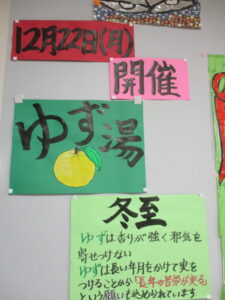 12月22日(月)
開催
ゆず湯
冬至
ゆずは香りが強く邪気を
寄せつけない
ゆずは長い年月をかけて実を
つけることから「長年の苦労が実る」
という願いも込められています